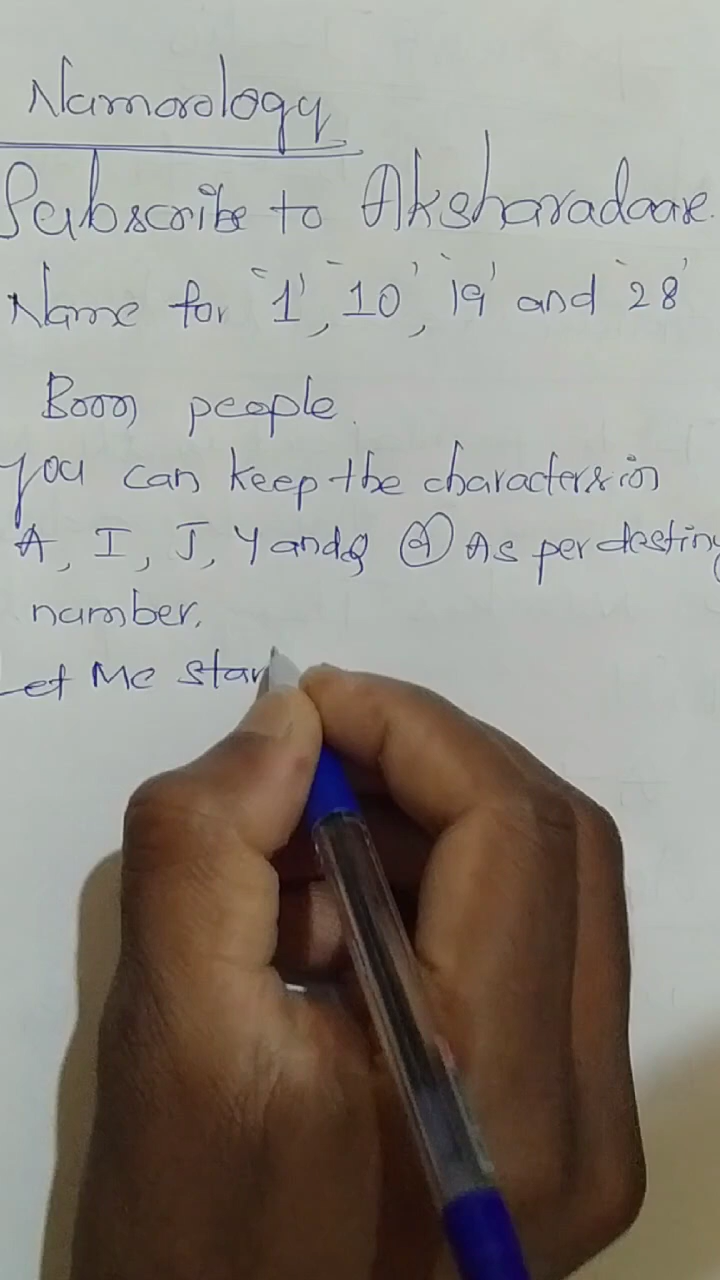 Namorology
Subscribe to Aksharadaare.
Name for '1', '10', '19' and '28'
Born people.
you can keep the characters in
A, I, J, Y and Q as per destiny
number.
Let Me star